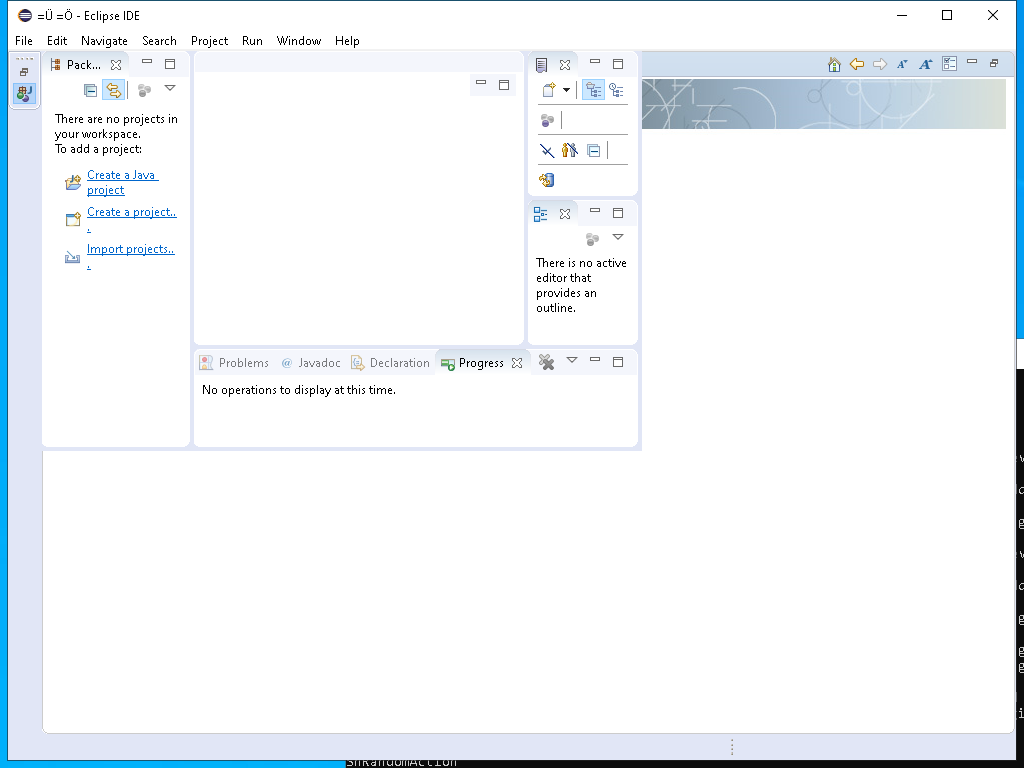 =Ü =Ö - Eclipse IDE
File Edit Navigate Search Project Run Window Help
Pack...
There are no projects in
your workspace.
To add a project:
Create a Java
project
Create a project..
.
Import projects..
.
There is no active
editor that
provides an
outline.
Problems @ Javadoc Declaration Progress
No operations to display at this time.
ShRandomAction